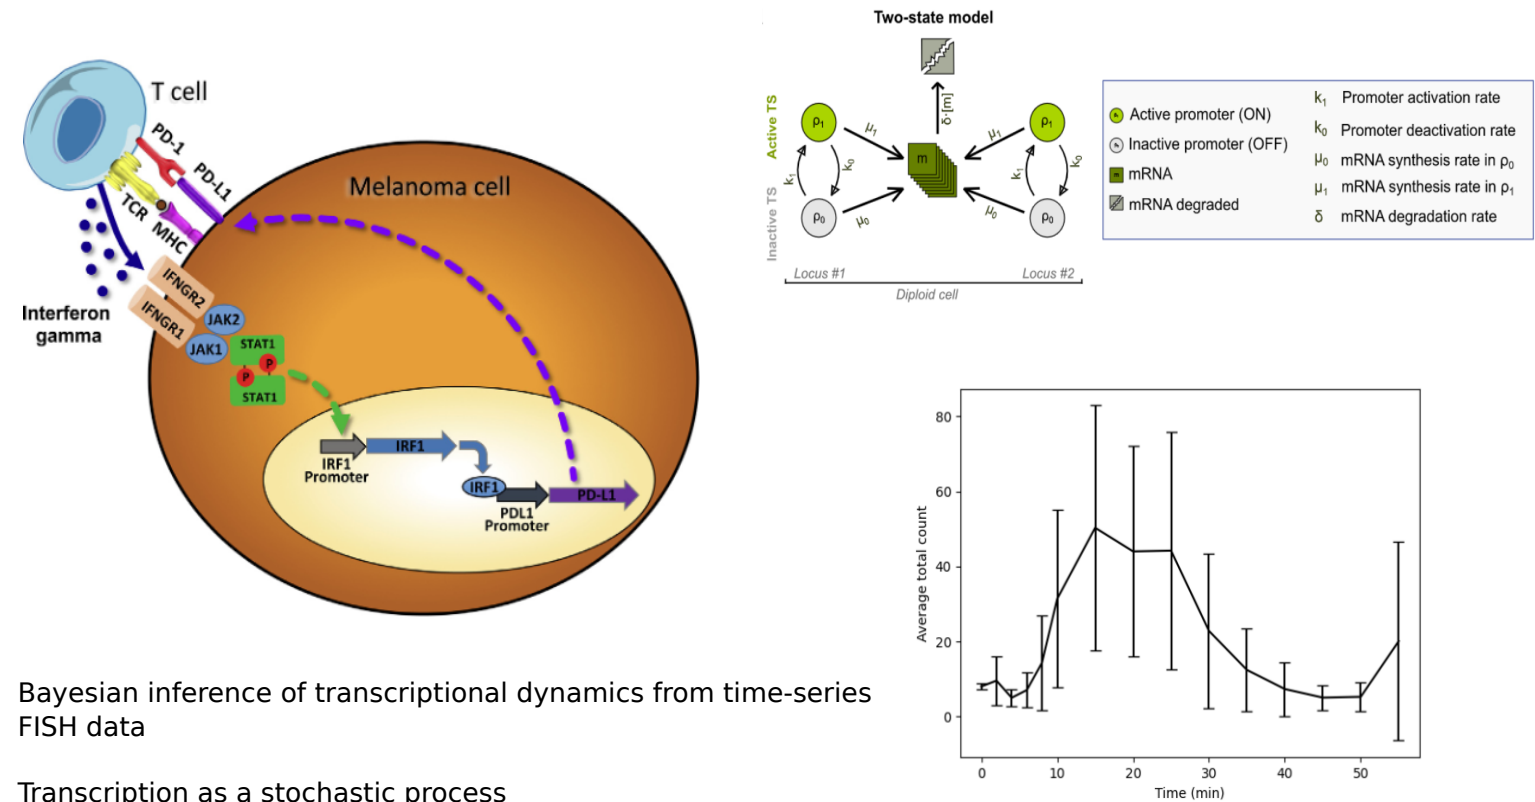 T cell
PD-1
PD-L1
TCR
MHC
Melanoma cell
IFNGR2
IFNGR1
Interferon
gamma
JAK2
JAK1
STAT1
P
P
STAT1
IRF1
IRF1
Promoter
IRF1
PD-L1
PDL1
Promoter
Two-state model
Active TS
Inactive TS
δ·[m]
ρ1
μ1
k1
k0
ρ0
μ0
m
μ1
ρ1
k1
k0
μ0
ρ0
Locus #1
Locus #2
Diploid cell
Active promoter (ON)
Inactive promoter (OFF)
m mRNA
mRNA degraded
k1 Promoter activation rate
k0 Promoter deactivation rate
μ0 mRNA synthesis rate in ρ0
μ1 mRNA synthesis rate in ρ1
δ mRNA degradation rate
Average total count
80
60
40
20
0
0 10 20 30 40 50
Time (min)
Bayesian inference of transcriptional dynamics from time-series
FISH data
Transcription as a stochastic process